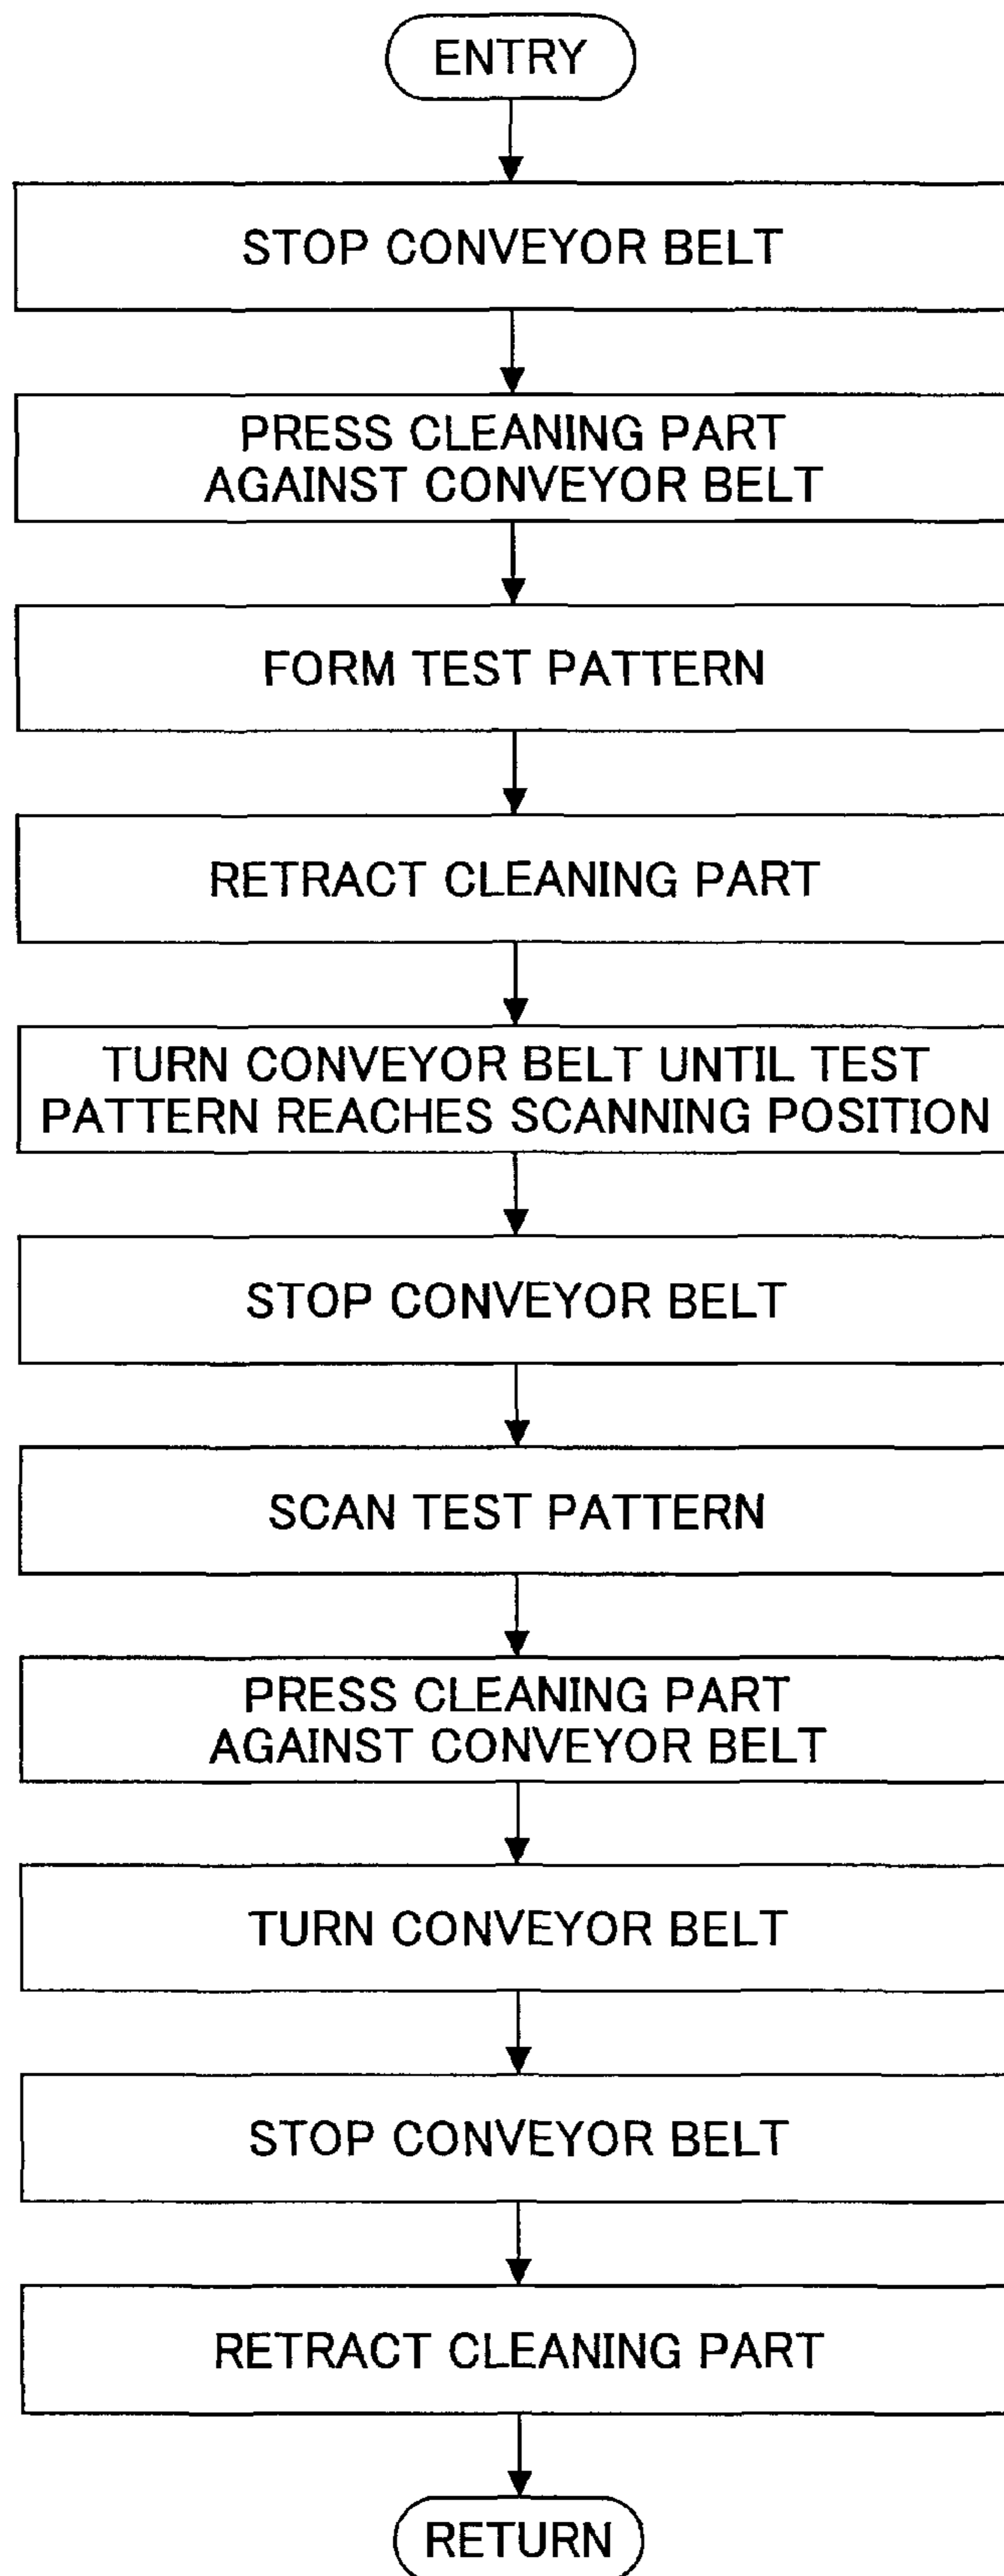 ENTRY
STOP CONVEYOR BELT
PRESS CLEANING PART
AGAINST CONVEYOR BELT
FORM TEST PATTERN
RETRACT CLEANING PART
TURN CONVEYOR BELT UNTIL TEST
PATTERN REACHES SCANNING POSITION
STOP CONVEYOR BELT
SCAN TEST PATTERN
PRESS CLEANING PART
AGAINST CONVEYOR BELT
TURN CONVEYOR BELT
STOP CONVEYOR BELT
RETRACT CLEANING PART
RETURN